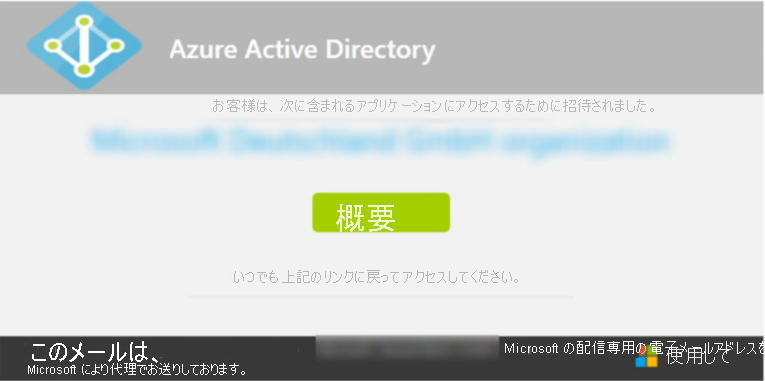 Azure Active Directory
お客様は、次に含まれるアプリケーションにアクセスするために招待されました。
Microsoft Deutschland GmbH organization
概要
いつでも上記のリンクに戻ってアクセスしてください。
このメールは、
Microsoft の配信専用の電子メールアドレスを
使用して
Microsoft により代理でお送りしております。